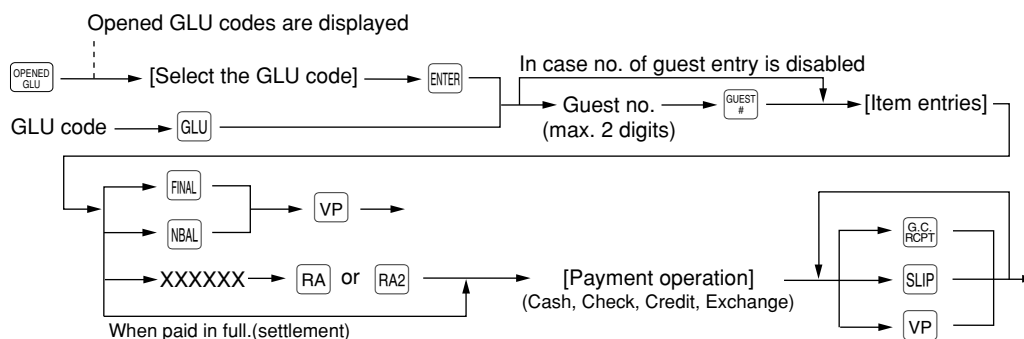 Opened GLU codes are displayed
OPENED
GLU
[Select the GLU code]
ENTER
In case no. of guest entry is disabled
GLU code
GLU
Guest no.
(max. 2 digits)
GUEST
#
[Item entries]
FINAL
NBAL
VP
XXXXXX
RA or RA2
When paid in full.(settlement)
[Payment operation]
(Cash, Check, Credit, Exchange)
G.C.
RCPT
SLIP
VP